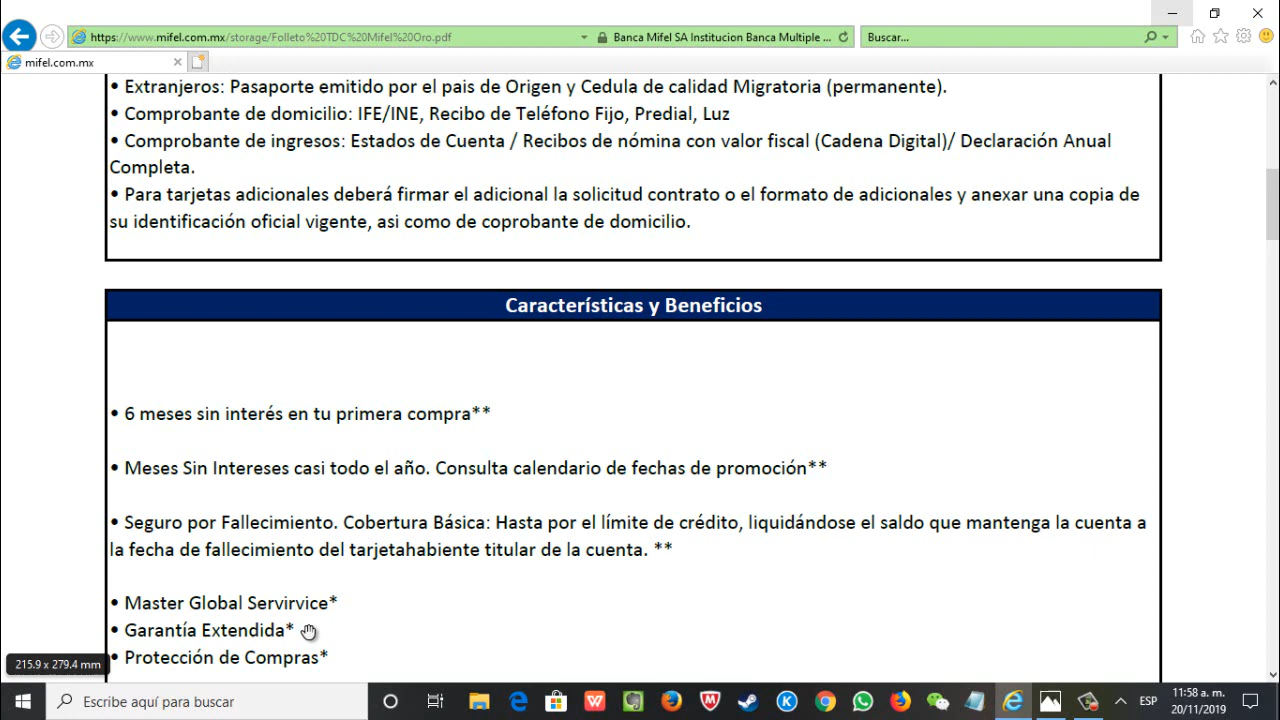 https://www.mifel.com.mx/storage/Folleto%20TDC%20Mifel%20Oro.pdf
Banca Mifel SA Institucion Banca Multiple ...
Buscar...
mifel.com.mx
• Extranjeros: Pasaporte emitido por el pais de Origen y Cedula de calidad Migratoria (permanente).
• Comprobante de domicilio: IFE/INE, Recibo de Teléfono Fijo, Predial, Luz
• Comprobante de ingresos: Estados de Cuenta / Recibos de nómina con valor fiscal (Cadena Digital)/ Declaración Anual
Completa.
• Para tarjetas adicionales deberá firmar el adicional la solicitud contrato o el formato de adicionales y anexar una copia de
su identificación oficial vigente, asi como de coprobante de domicilio.
Características y Beneficios
• 6 meses sin interés en tu primera compra**
• Meses Sin Intereses casi todo el año. Consulta calendario de fechas de promoción**
• Seguro por Fallecimiento. Cobertura Básica: Hasta por el límite de crédito, liquidándose el saldo que mantenga la cuenta a
la fecha de fallecimiento del tarjetahabiente titular de la cuenta. **
• Master Global Servirvice*
• Garantía Extendida*
• Protección de Compras*
215.9 x 279.4 mm
Escribe aquí para buscar
ESP
11:58 a. m.
20/11/2019